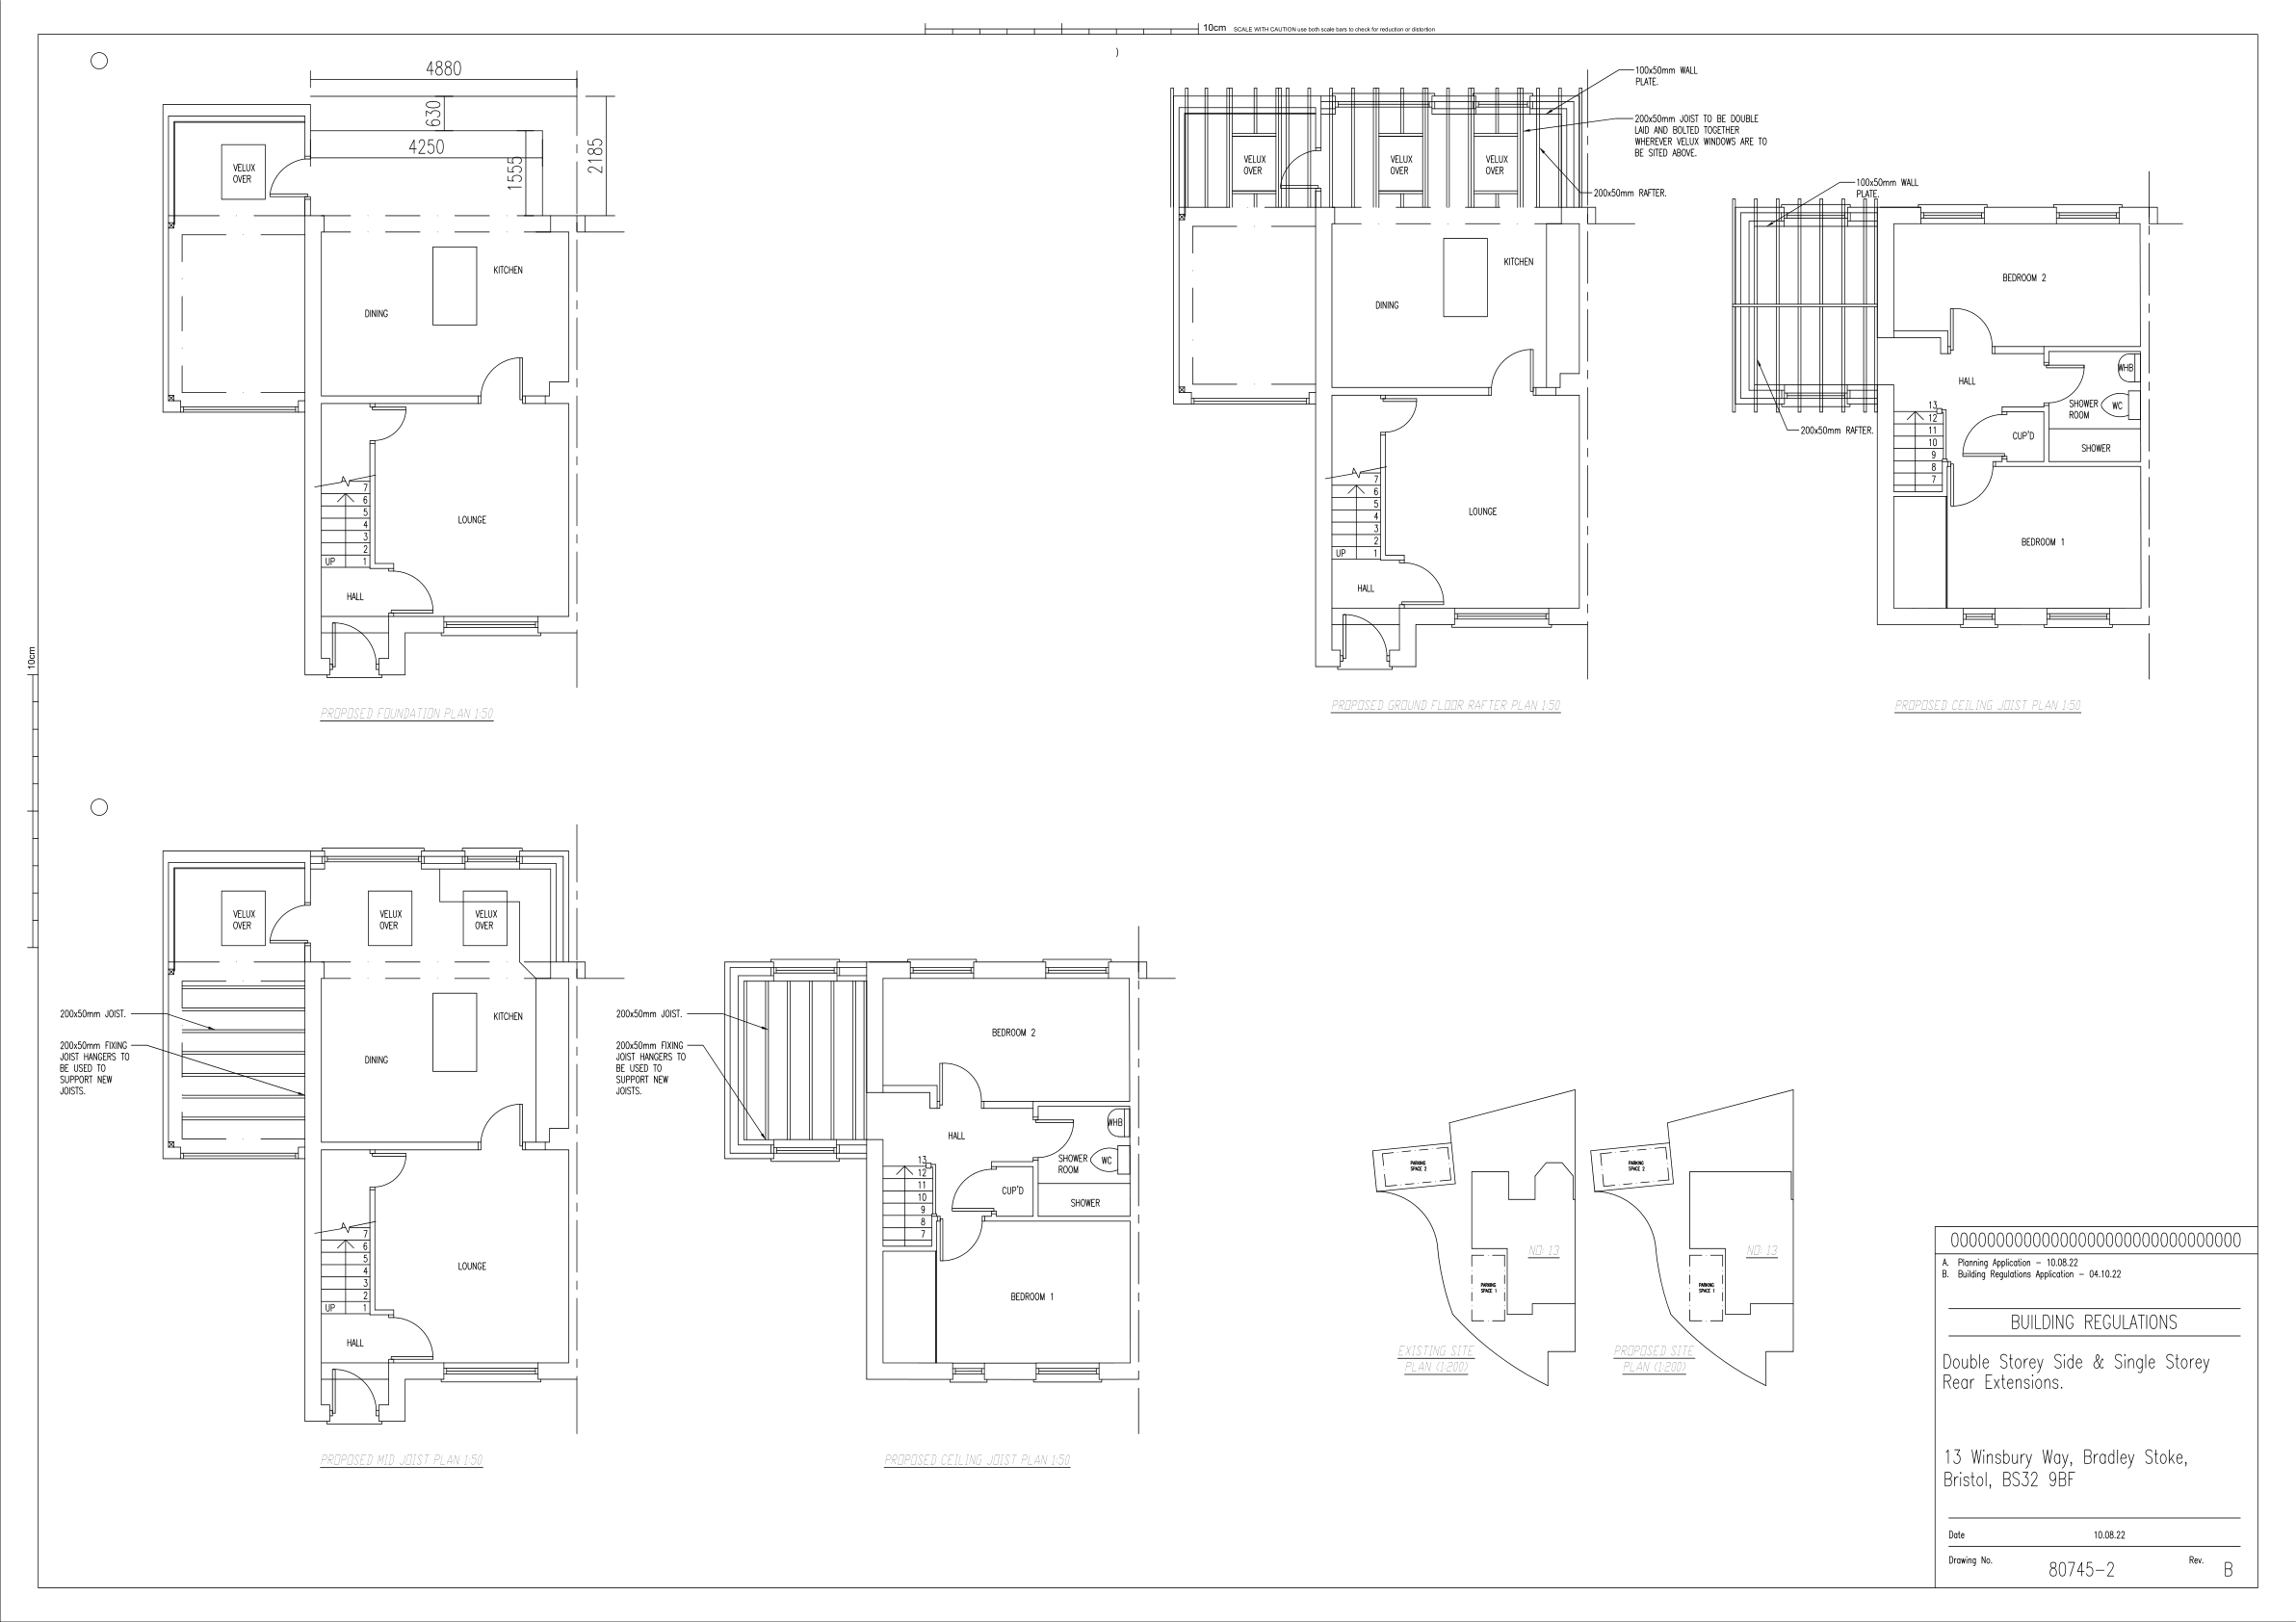 10cm SCALE WITH CAUTION use both scale bars to check for reduction or distortion
)
4880
630
4250
1555
2185
VELUX
OVER
KITCHEN
DINING
LOUNGE
7
6
5
4
3
2
UP 1
HALL
PROPOSED FOUNDATION PLAN 1:50
100x50mm WALL
PLATE.
200x50mm JOIST TO BE DOUBLE
LAID AND BOLTED TOGETHER
WHEREVER VELUX WINDOWS ARE TO
BE SITED ABOVE.
200x50mm RAFTER.
VELUX
OVER
VELUX
OVER
VELUX
OVER
KITCHEN
DINING
LOUNGE
7
6
5
4
3
2
UP 1
HALL
PROPOSED GROUND FLOOR RAFTER PLAN 1:50
100x50mm WALL
PLATE.
BEDROOM 2
HALL
WHB
SHOWER
ROOM
WC
CUP'D
SHOWER
13
12
11
10
9
8
7
200x50mm RAFTER.
BEDROOM 1
PROPOSED CEILING JOIST PLAN 1:50
10cm
VELUX
OVER
VELUX
OVER
VELUX
OVER
200x50mm JOIST.
200x50mm FIXING
JOIST HANGERS TO
BE USED TO
SUPPORT NEW
JOISTS.
KITCHEN
DINING
LOUNGE
7
6
5
4
3
2
UP 1
HALL
PROPOSED MID JOIST PLAN 1:50
200x50mm JOIST.
200x50mm FIXING
JOIST HANGERS TO
BE USED TO
SUPPORT NEW
JOISTS.
BEDROOM 2
HALL
WHB
SHOWER
ROOM
WC
CUP'D
SHOWER
13
12
11
10
9
8
7
BEDROOM 1
PROPOSED CEILING JOIST PLAN 1:50
PARKING
SPACE 2
NO: 13
PARKING
SPACE 1
EXISTING SITE
PLAN (1:200)
PARKING
SPACE 2
NO: 13
PARKING
SPACE 1
PROPOSED SITE
PLAN (1:200)
A. Planning Application – 10.08.22
B. Building Regulations Application – 04.10.22
BUILDING REGULATIONS
Double Storey Side & Single Storey
Rear Extensions.
13 Winsbury Way, Bradley Stoke,
Bristol, BS32 9BF
Date 10.08.22
Drawing No. 80745-2 Rev. B